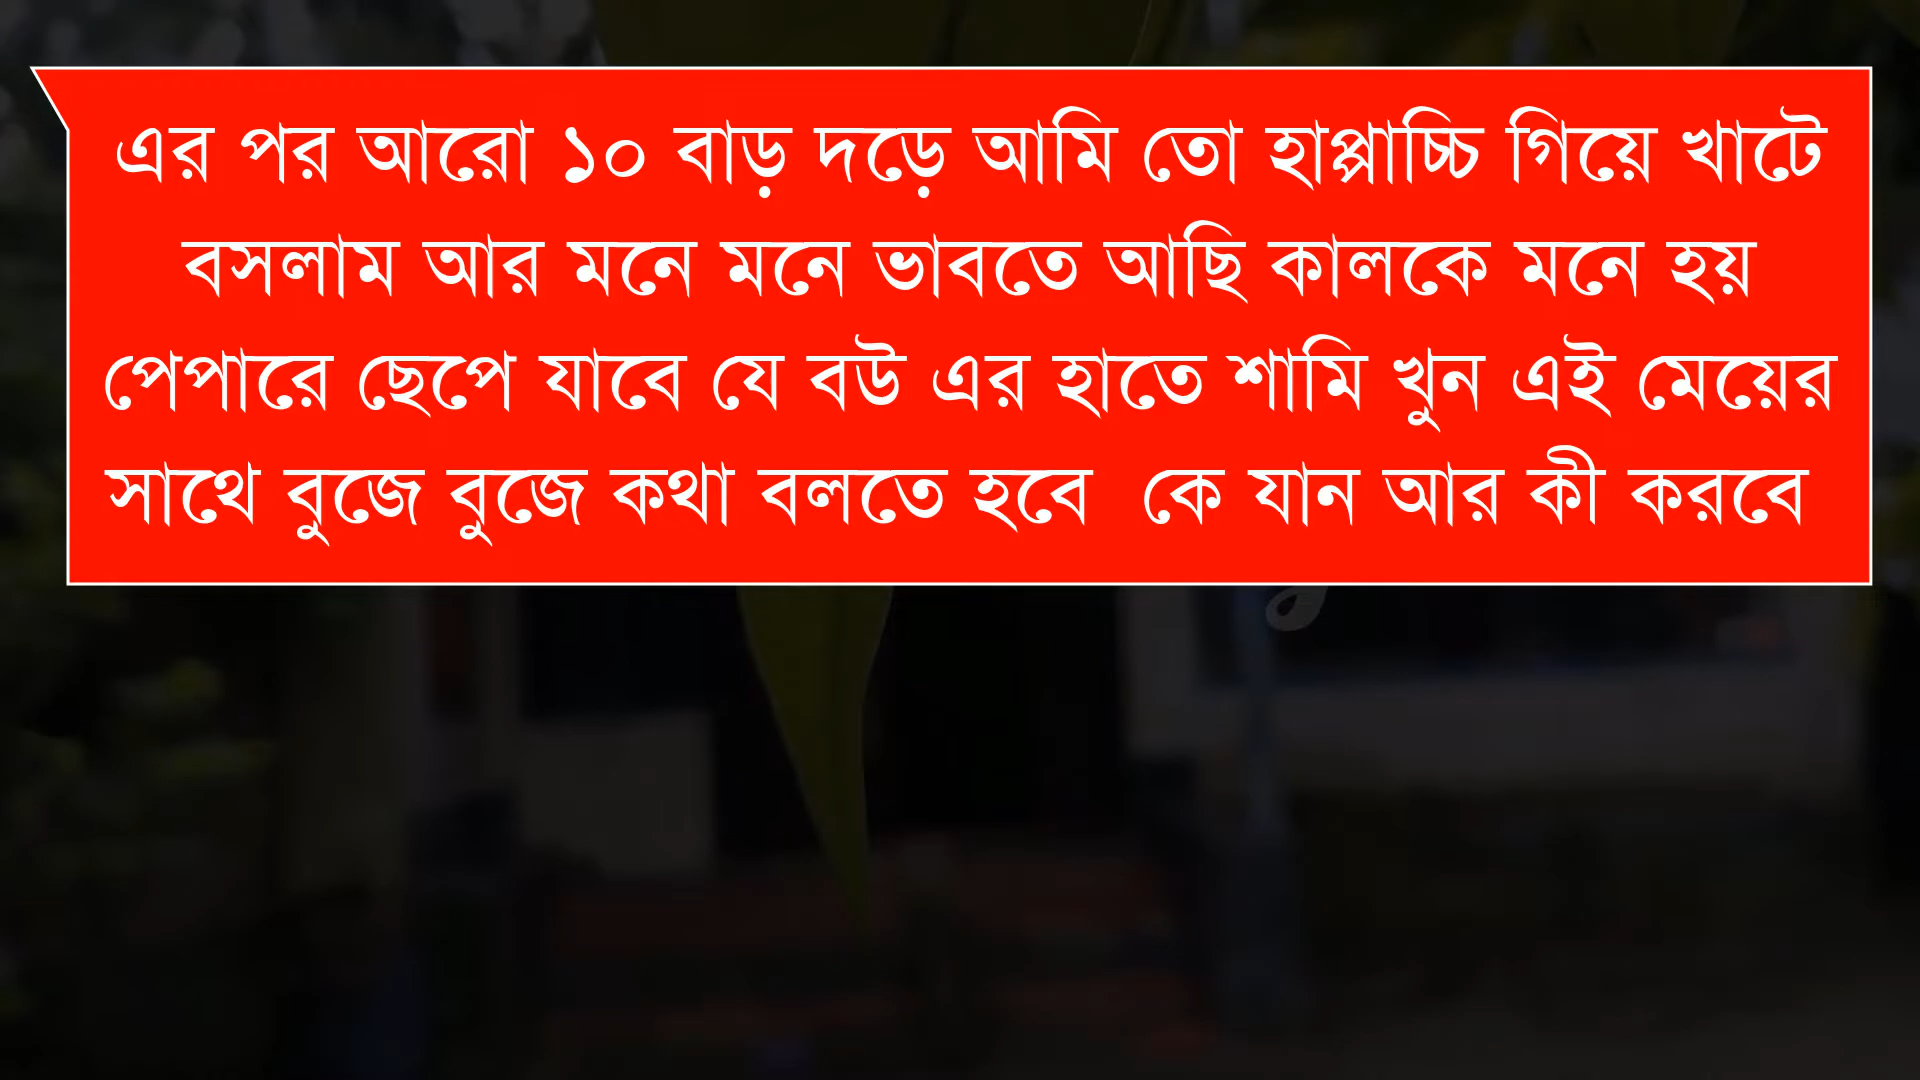 এর পর আরো ১০ বাড় দড়ে আমি তো হাপ্পাচ্চি গিয়ে খাটে
বসলাম আর মনে মনে ভাবতে আছি কালকে মনে হয়
পেপারে ছেপে যাবে যে বউ এর হাতে শামি খুন এই মেয়ের
সাথে বুজে বুজে কথা বলতে হবে কে যান আর কী করবে